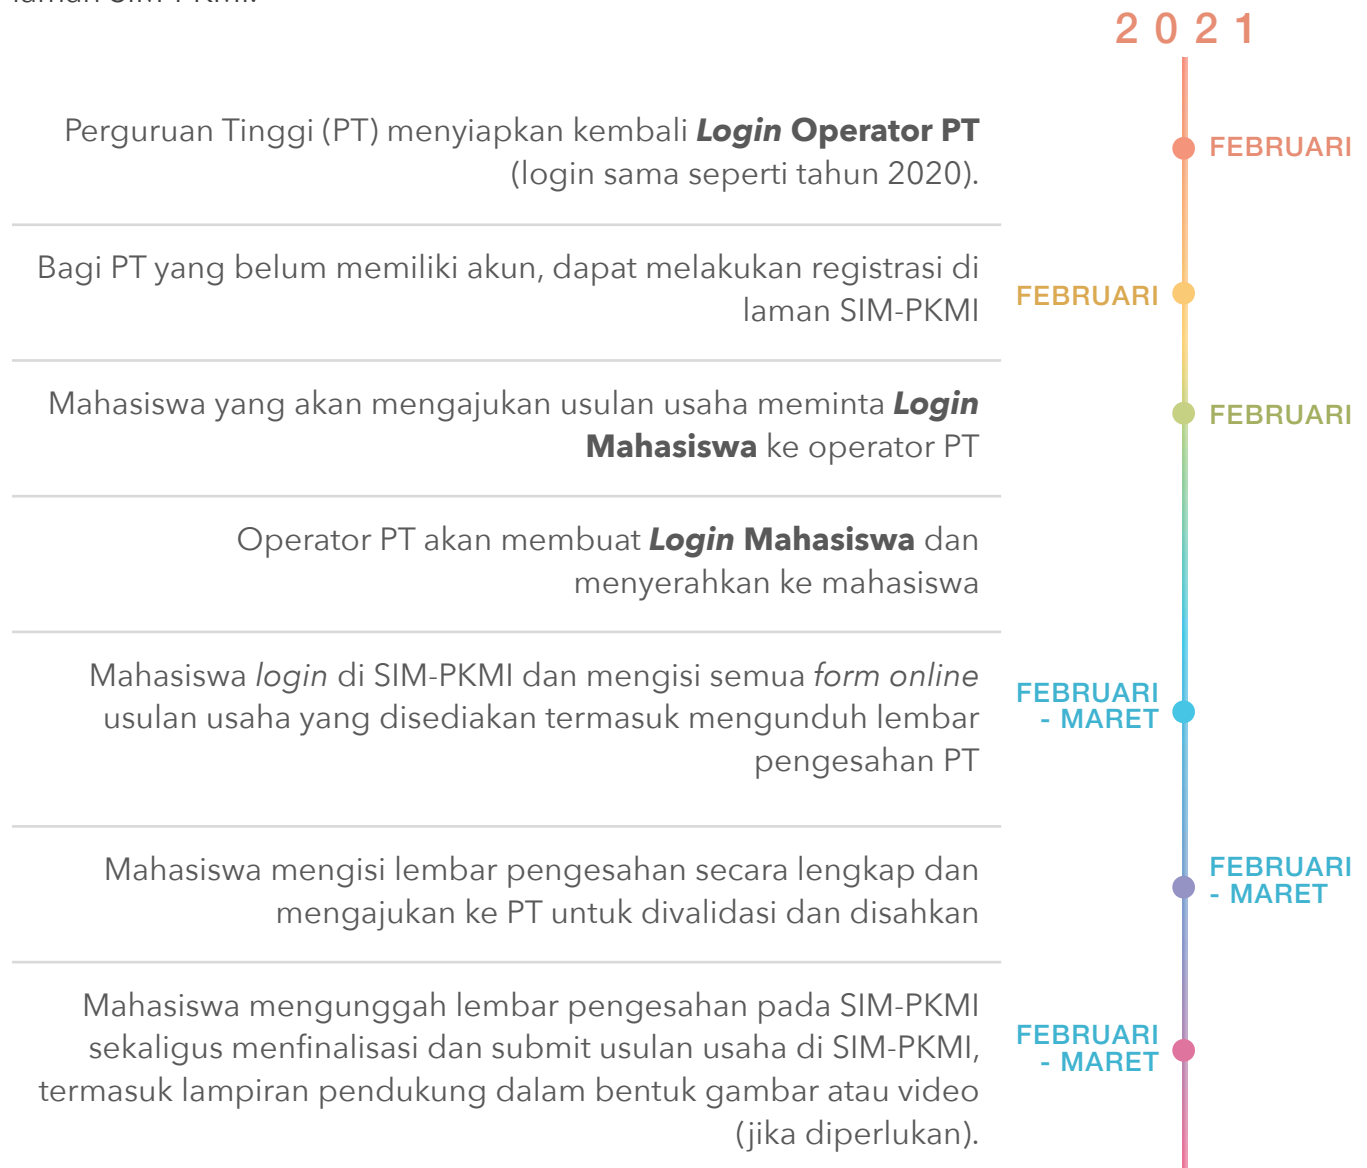 laman SIM-PKMI.
2021
Perguruan Tinggi (PT) menyiapkan kembali Login Operator PT
(login sama seperti tahun 2020).
FEBRUARI
Bagi PT yang belum memiliki akun, dapat melakukan registrasi di
laman SIM-PKMI
FEBRUARI
Mahasiswa yang akan mengajukan usulan usaha meminta Login
Mahasiswa ke operator PT
FEBRUARI
Operator PT akan membuat Login Mahasiswa dan
menyerahkan ke mahasiswa
Mahasiswa login di SIM-PKMI dan mengisi semua form online
usulan usaha yang disediakan termasuk mengunduh lembar
pengesahan PT
FEBRUARI
- MARET
Mahasiswa mengisi lembar pengesahan secara lengkap dan
mengajukan ke PT untuk divalidasi dan disahkan
FEBRUARI
- MARET
Mahasiswa mengunggah lembar pengesahan pada SIM-PKMI
sekaligus menfinalisasi dan submit usulan usaha di SIM-PKMI,
termasuk lampiran pendukung dalam bentuk gambar atau video
(jika diperlukan).
FEBRUARI
- MARET